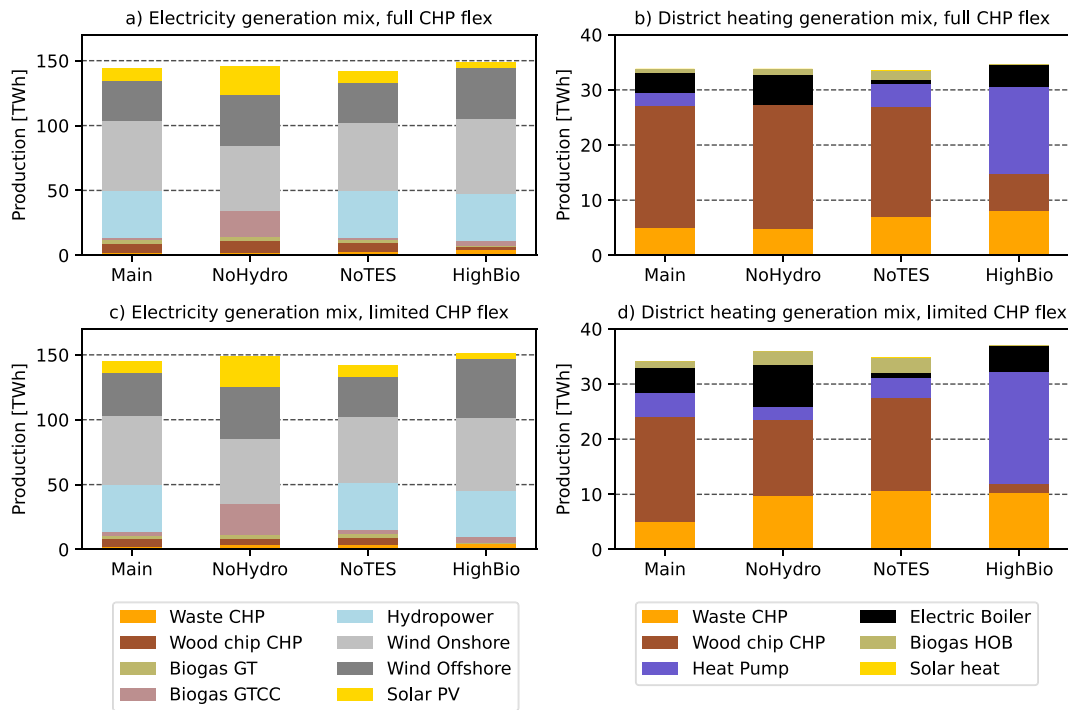 a) Electricity generation mix, full CHP flex
Production [TWh]
150
100
50
0
Main NoHydro NoTES HighBio
b) District heating generation mix, full CHP flex
Production [TWh]
40
30
20
10
0
Main NoHydro NoTES HighBio
c) Electricity generation mix, limited CHP flex
Production [TWh]
150
100
50
0
Main NoHydro NoTES HighBio
d) District heating generation mix, limited CHP flex
Production [TWh]
40
30
20
10
0
Main NoHydro NoTES HighBio
Waste CHP
Wood chip CHP
Biogas GT
Biogas GTCC
Hydropower
Wind Onshore
Wind Offshore
Solar PV
Waste CHP
Wood chip CHP
Heat Pump
Electric Boiler
Biogas HOB
Solar heat